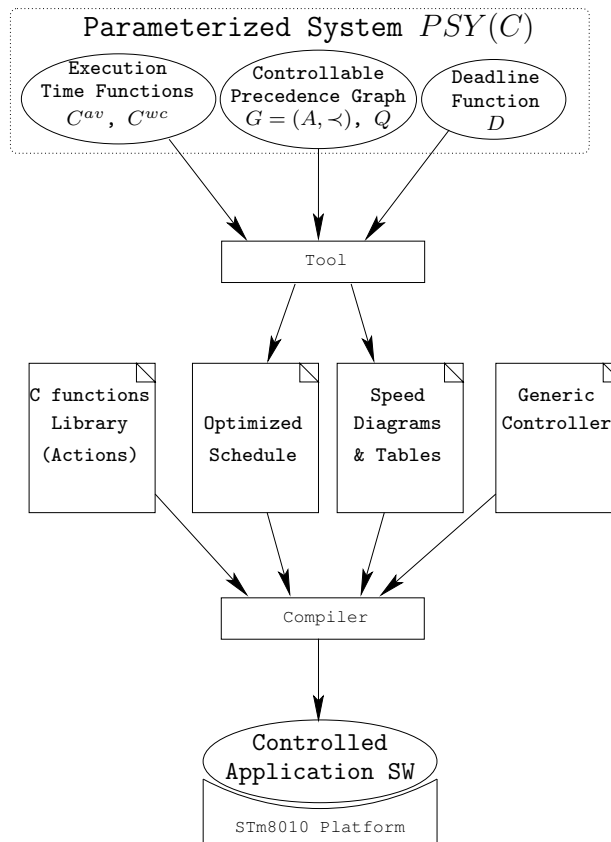 Parameterized System PSY(C)
Execution
Time Functions
C^{av}, C^{wc}
Controllable
Precedence Graph
G = (A, ≺), Q
Deadline
Function
D
Tool
C functions
Library
(Actions)
Optimized
Schedule
Speed
Diagrams
& Tables
Generic
Controller
Compiler
Controlled
Application SW
STm8010 Platform